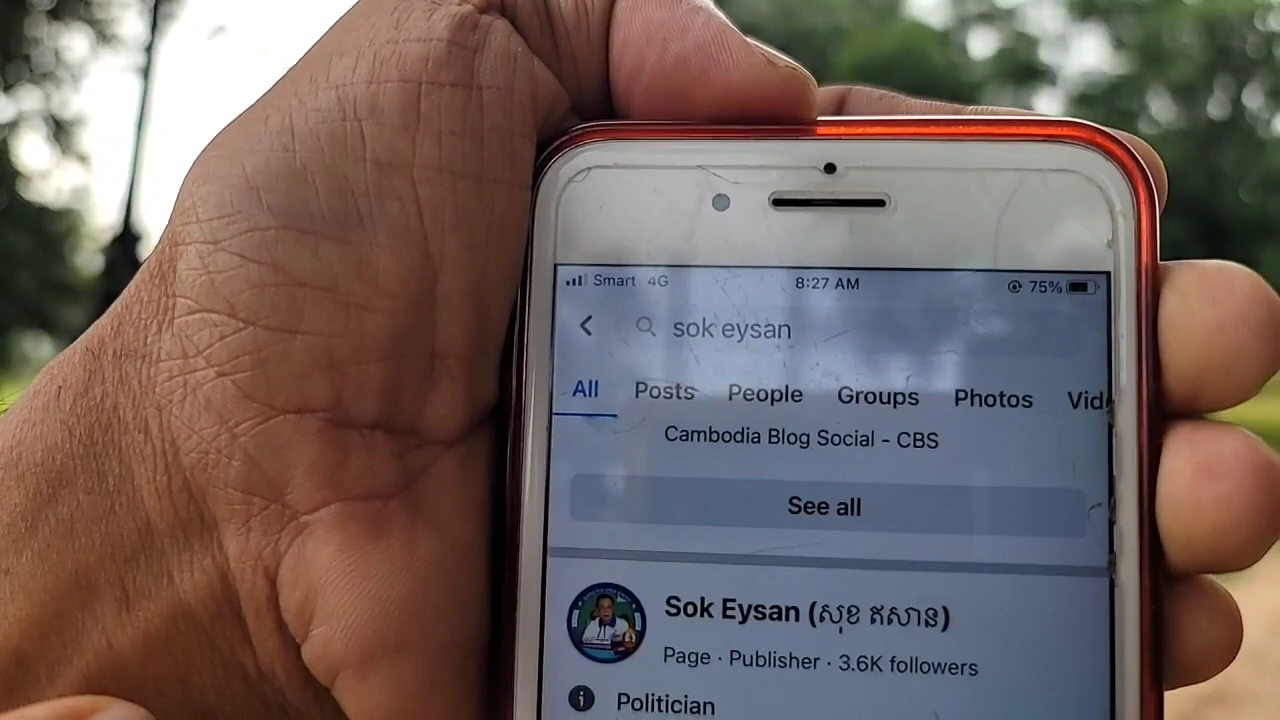 Smart 4G 8:27 AM 75%
sok eysan
All Posts People Groups Photos Vid
Cambodia Blog Social - CBS
See all
Sok Eysan (សុខ ឥសាន)
Page · Publisher · 3.6K followers
Politician